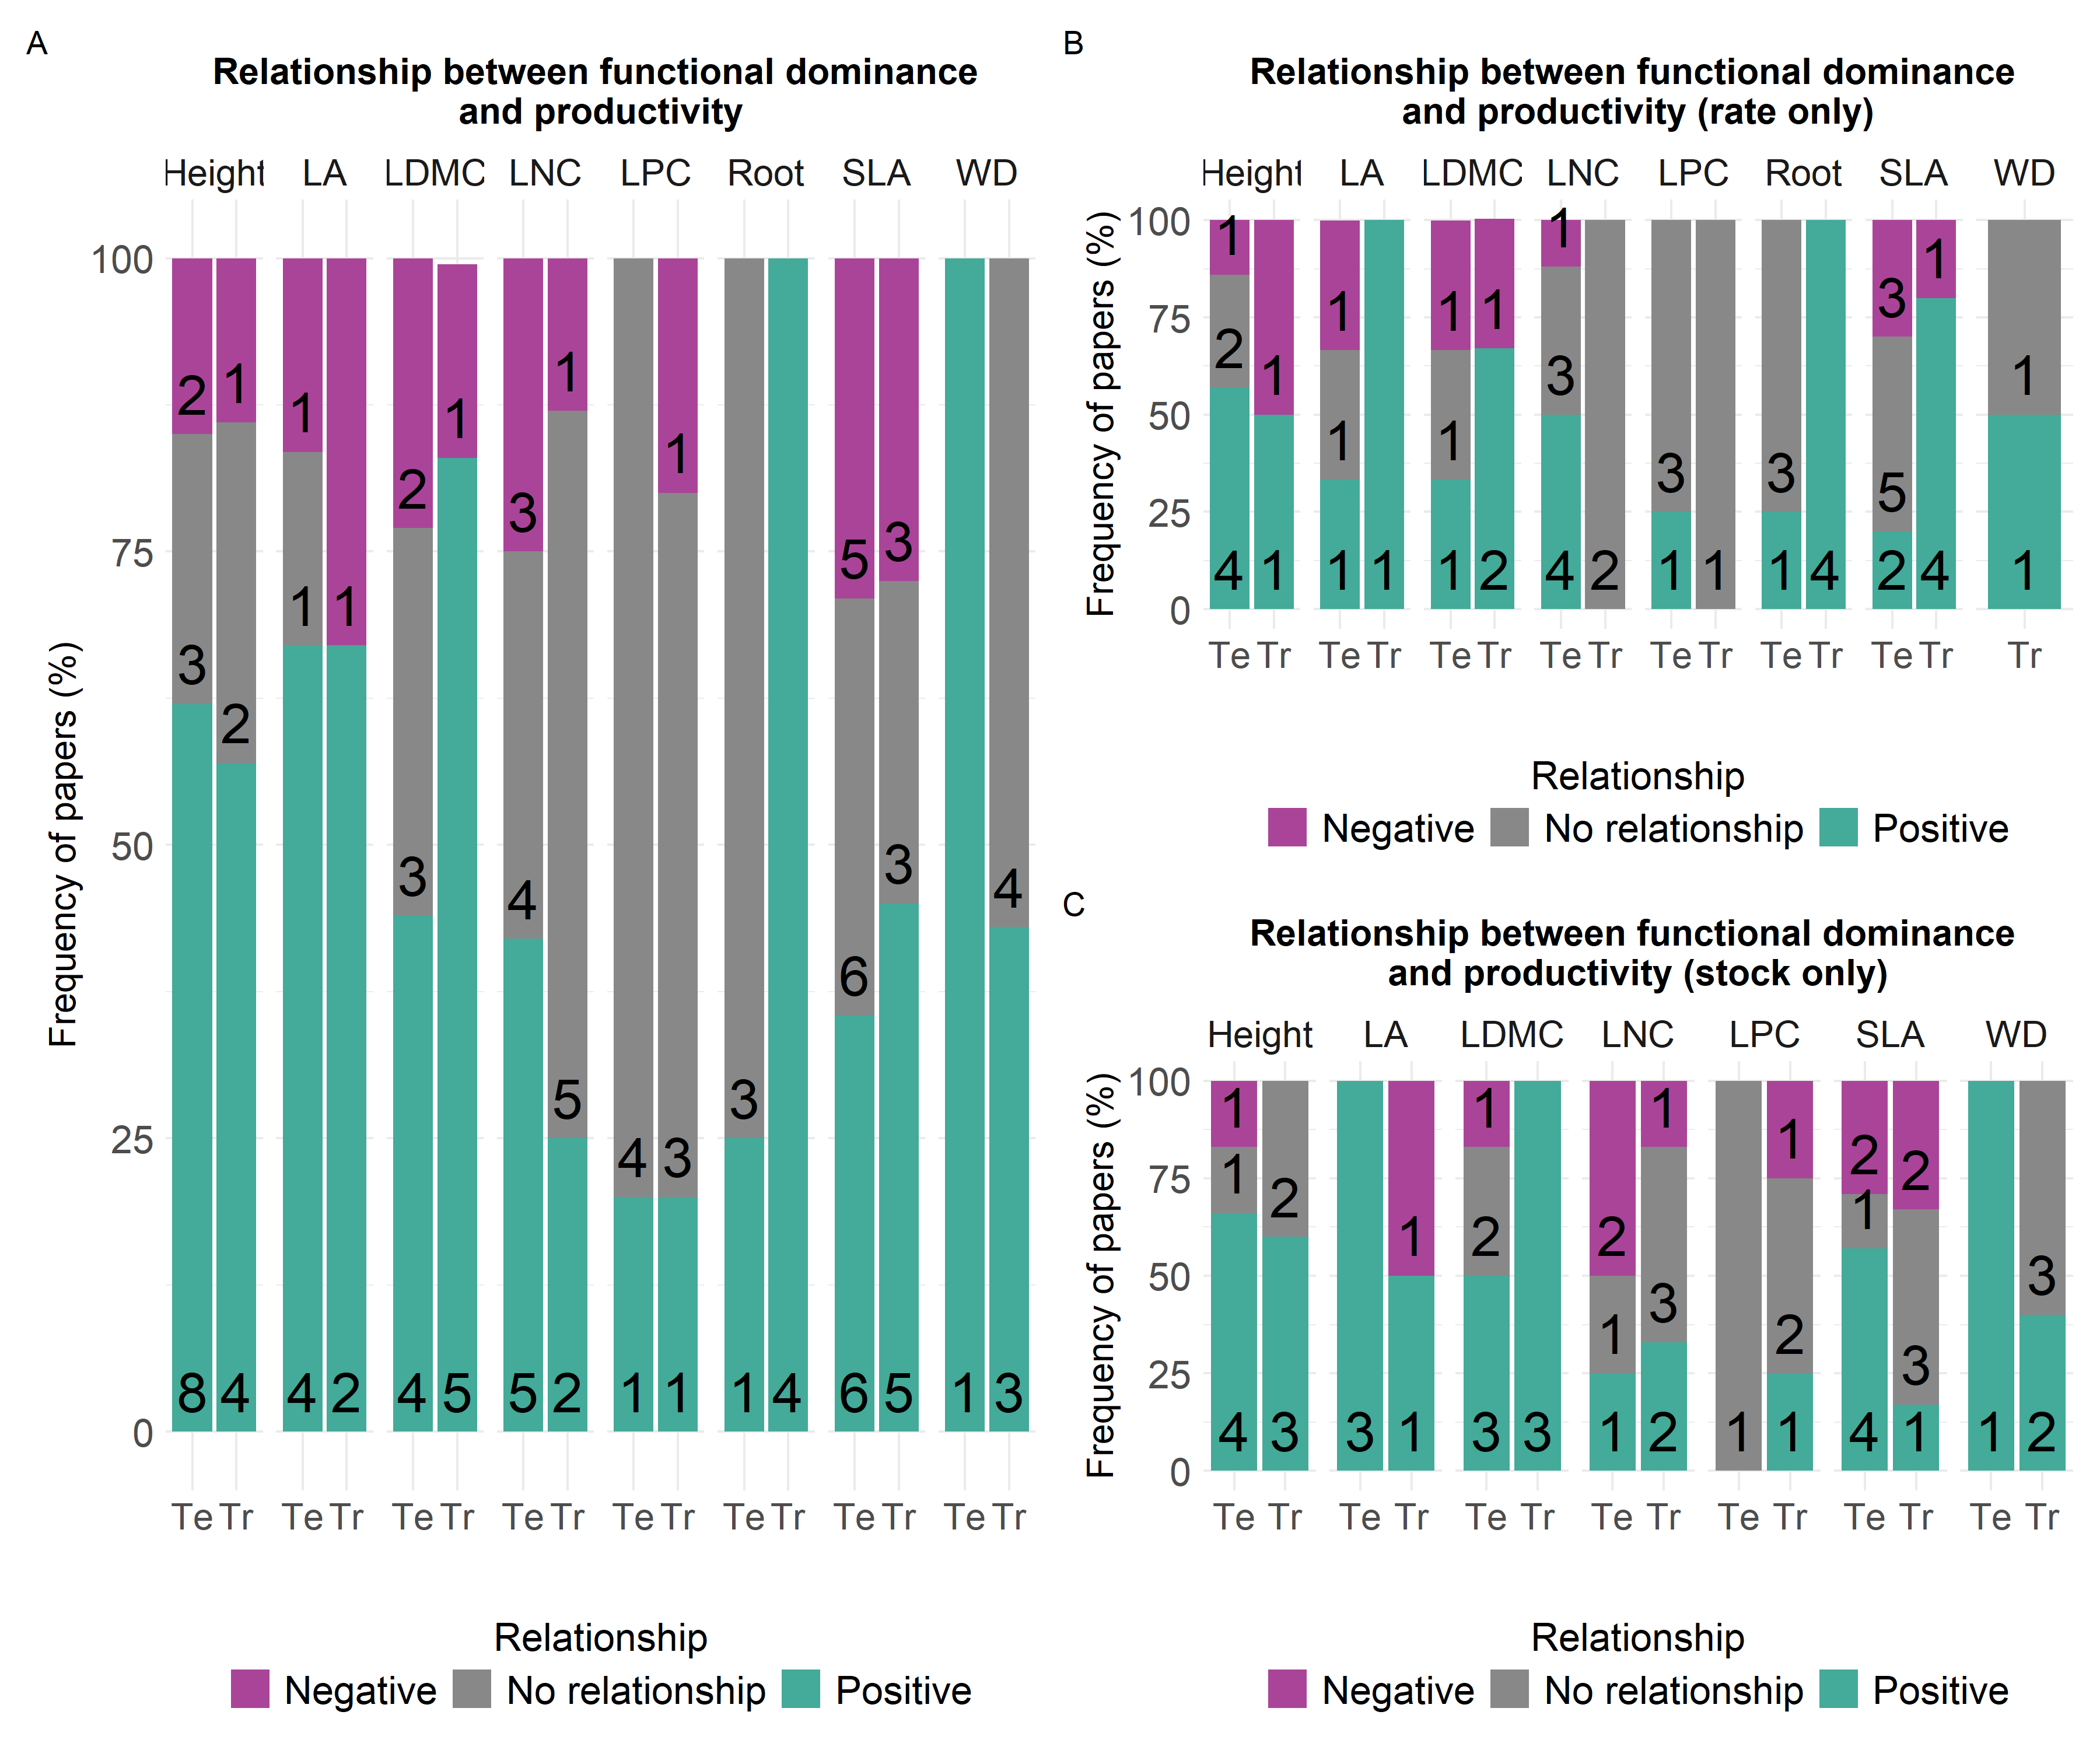 A
Relationship between functional dominance
and productivity
Height LA LDMC LNC LPC Root SLA WD
Frequency of papers (%)
100
75
50
25
0
2 1 1 2 1 3 1 1 5 3
3 2 1 1 3 4 5 4 3 3 6 3 4
8 4 4 2 4 5 5 2 1 1 1 4 6 5 1 3
Te Tr Te Tr Te Tr Te Tr Te Tr Te Tr Te Tr Te Tr
Relationship
Negative No relationship Positive
B
Relationship between functional dominance
and productivity (rate only)
Height LA LDMC LNC LPC Root SLA WD
Frequency of papers (%)
100
75
50
25
0
1 1 1 1 1 1 3 1
2 1 1 3 3 3 5 1
4 1 1 1 1 2 4 2 1 1 1 4 2 4 1
Te Tr Te Tr Te Tr Te Tr Te Tr Te Tr Te Tr Tr
Relationship
Negative No relationship Positive
C
Relationship between functional dominance
and productivity (stock only)
Height LA LDMC LNC LPC SLA WD
Frequency of papers (%)
100
75
50
25
0
1 1 1 2 1 1 2 2
1 2 2 1 3 2 1 3 3
4 3 3 1 3 3 1 2 1 1 4 1 1 2
Te Tr Te Tr Te Tr Te Tr Te Tr Te Tr Te Tr
Relationship
Negative No relationship Positive